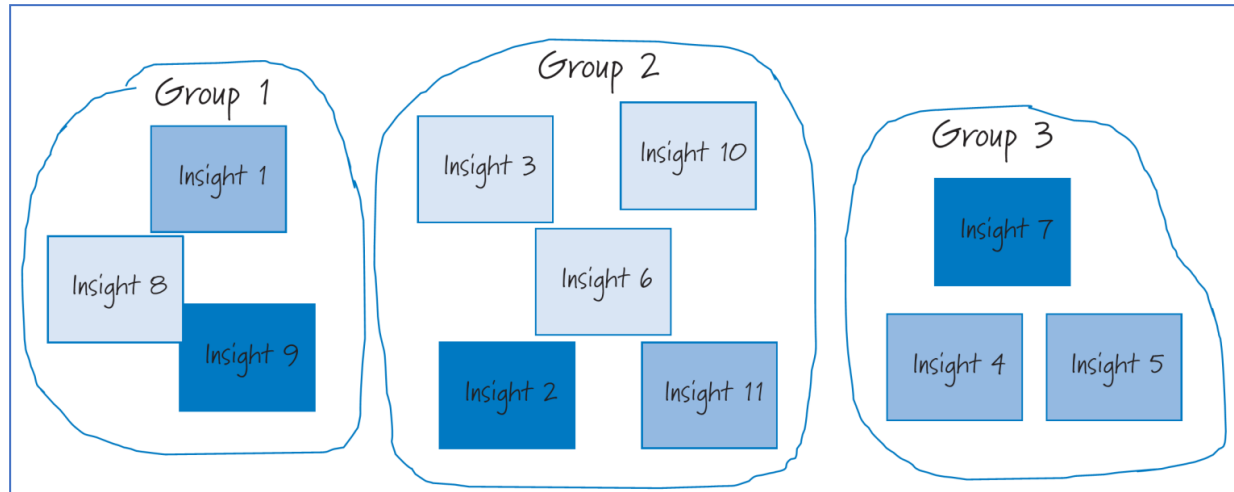 Group 1
Insight 1
Insight 8
Insight 9
Group 2
Insight 3
Insight 10
Insight 6
Insight 2
Insight 11
Group 3
Insight 7
Insight 4
Insight 5